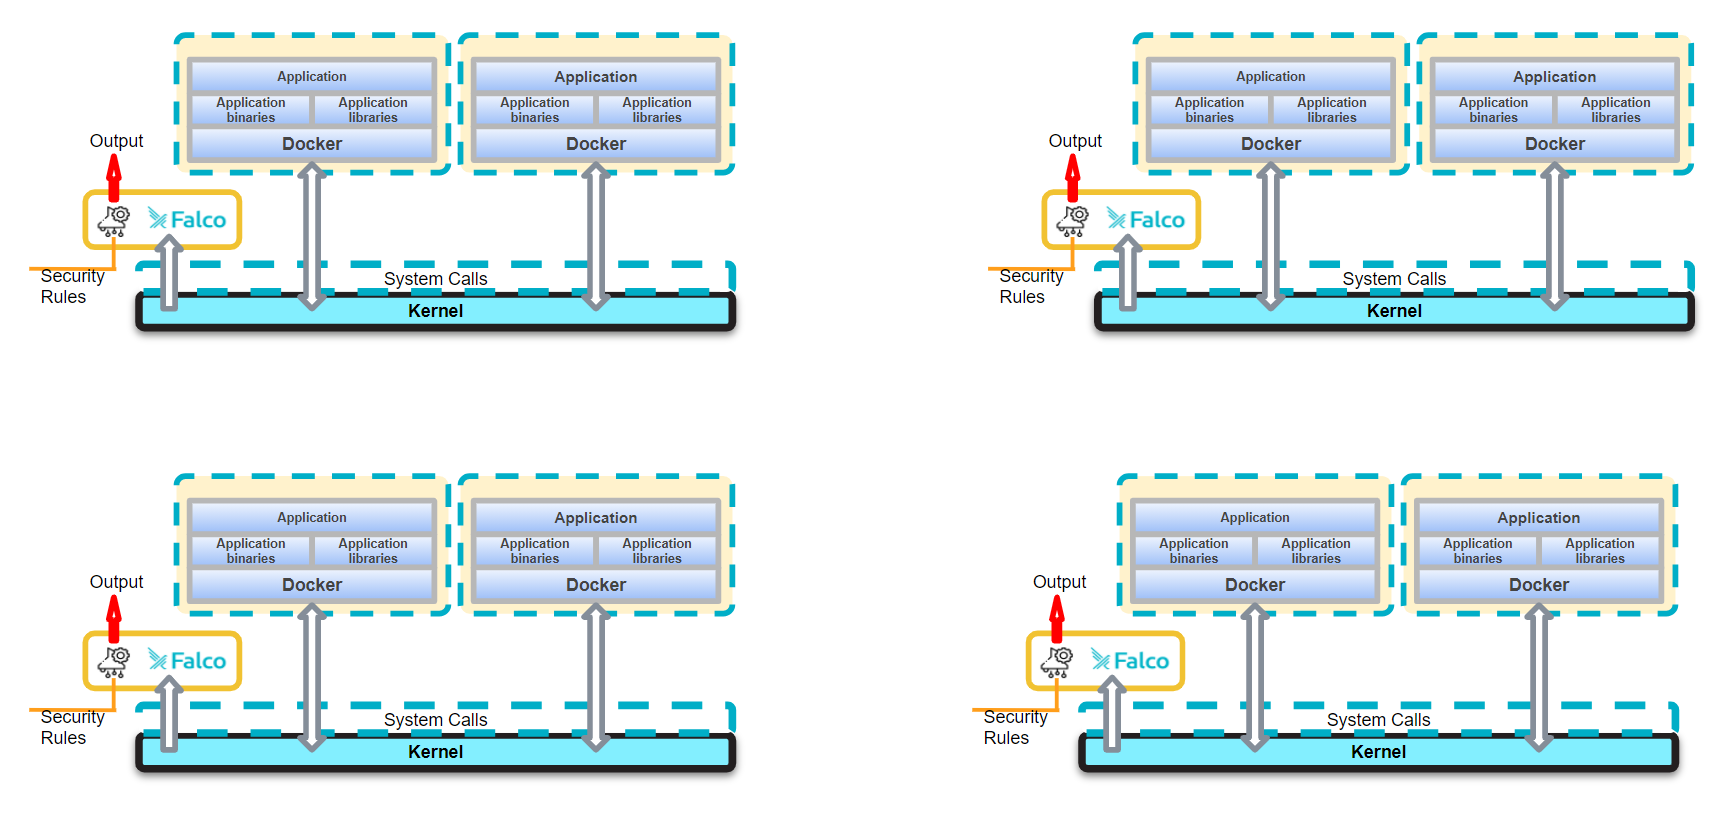 Application
Application
binaries
Application
libraries
Docker
Application
Application
binaries
Application
libraries
Docker
Output
Falco
Security
Rules
System Calls
Kernel
Application
Application
binaries
Application
libraries
Docker
Application
Application
binaries
Application
libraries
Docker
Output
Falco
Security
Rules
System Calls
Kernel
Application
Application
binaries
Application
libraries
Docker
Application
Application
binaries
Application
libraries
Docker
Output
Falco
Security
Rules
System Calls
Kernel
Application
Application
binaries
Application
libraries
Docker
Application
Application
binaries
Application
libraries
Docker
Output
Falco
Security
Rules
System Calls
Kernel